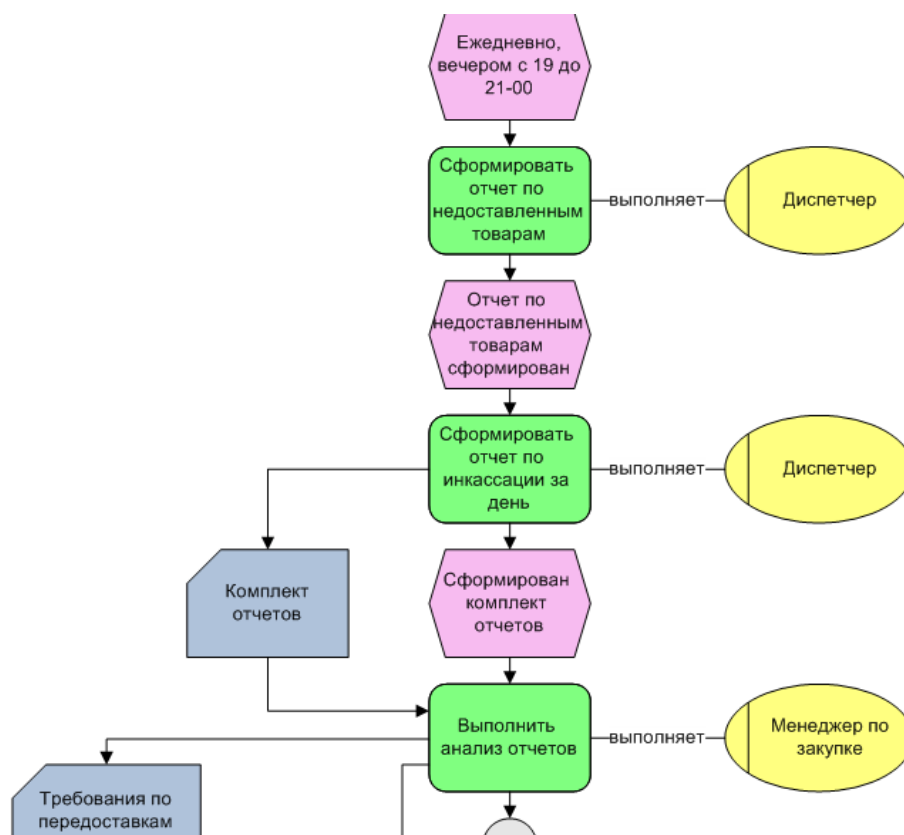 Ежедневно,
вечером с 19 до
21-00
Сформировать
отчет по
недоставленным
товарам
выполняет
Диспетчер
Отчет по
недоставленным
товарам
сформирован
Сформировать
отчет по
инкассации за
день
выполняет
Диспетчер
Комплект
отчетов
Сформирован
комплект
отчетов
Выполнить
анализ отчетов
выполняет
Менеджер по
закупке
Требования по
передоставкам